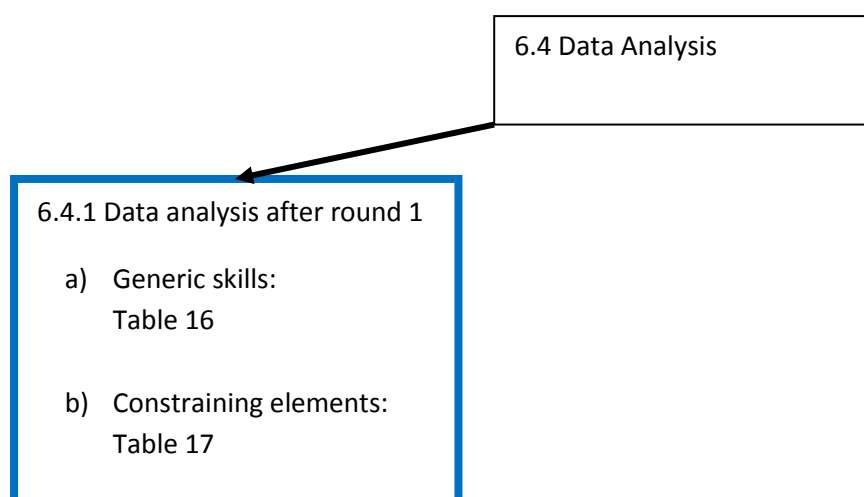 6.4 Data Analysis
6.4.1 Data analysis after round 1
a) Generic skills:
Table 16
b) Constraining elements:
Table 17